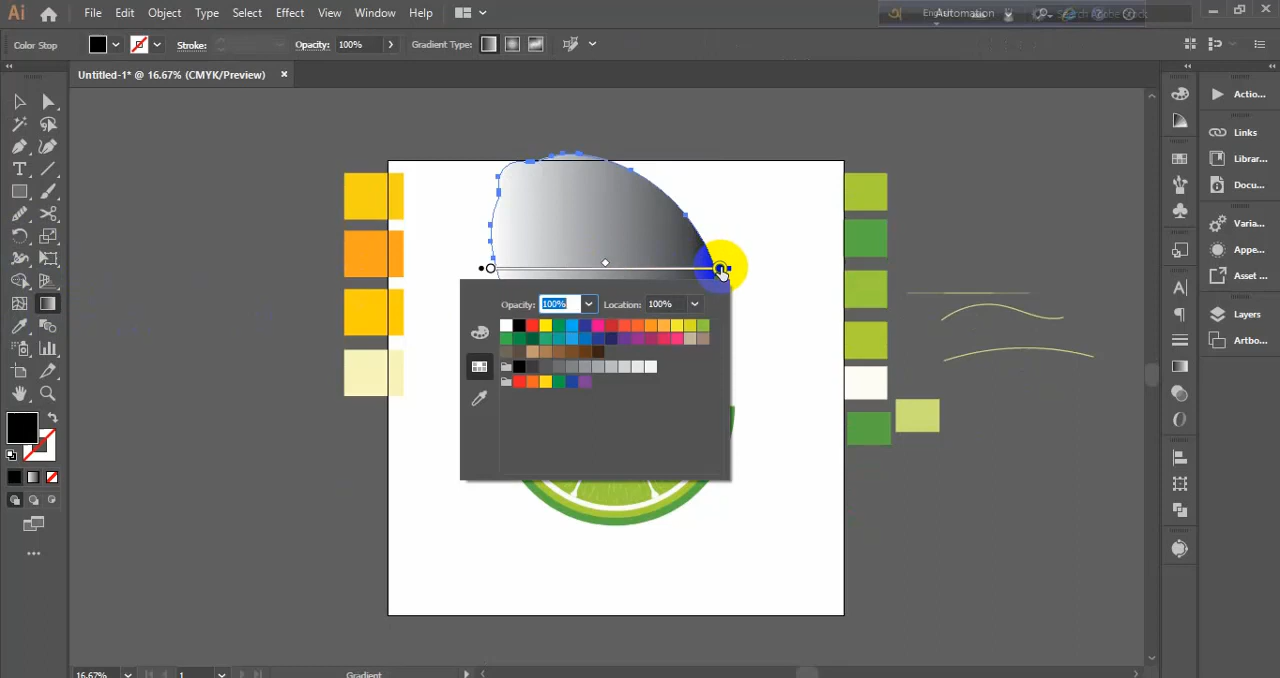 Ai File Edit Object Type Select Effect View Window Help Automation
Color Stop Stroke: Opacity: 100% Gradient Type:
Untitled-1* @ 16.67% (CMYK/Preview) ×
Actio...
Links
Librar...
Docu...
Varia...
Appe...
Asset ...
Layers
Artbo...
Opacity: 100% Location: 100%
16.67% 1 Gradient